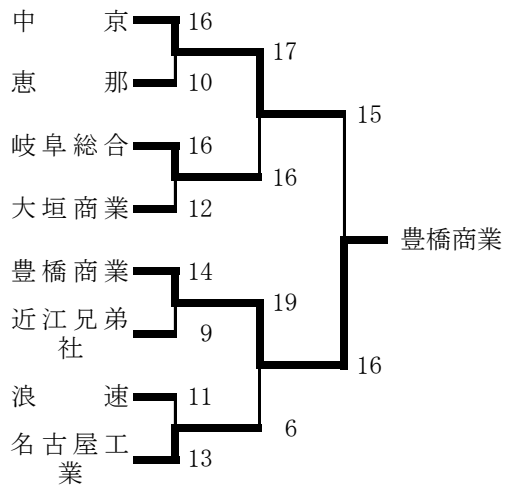 中京 16
17
恵那 10
15
岐阜総合 16
16
大垣商業 12
豊橋商業
豊橋商業 14
19
近江兄弟
社 9
16
浪速 11
6
名古屋工
業 13